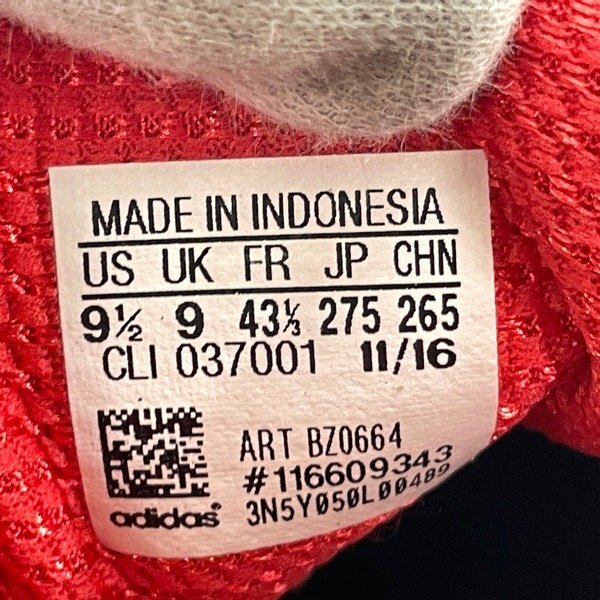 MADE IN INDONESIA
US UK FR JP CHN
9½ 9 43⅓ 275 265
CLI 037001 11/16
ART BZ0664
#116609343
adidas® 3N5Y050L00489